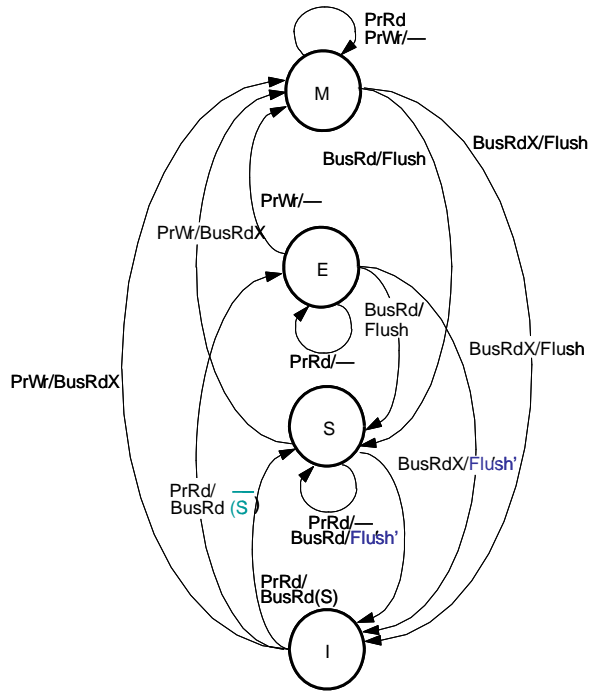 PrRd
PrWr/—
M
BusRdX/Flush
BusRd/Flush
PrWr/—
PrWr/BusRdX
E
BusRd/
Flush
BusRdX/Flush
PrRd/—
PrWr/BusRdX
S
BusRdX/Flush'
PrRd/
BusRd (S̅)
PrRd/—
BusRd/Flush'
PrRd/
BusRd(S)
I